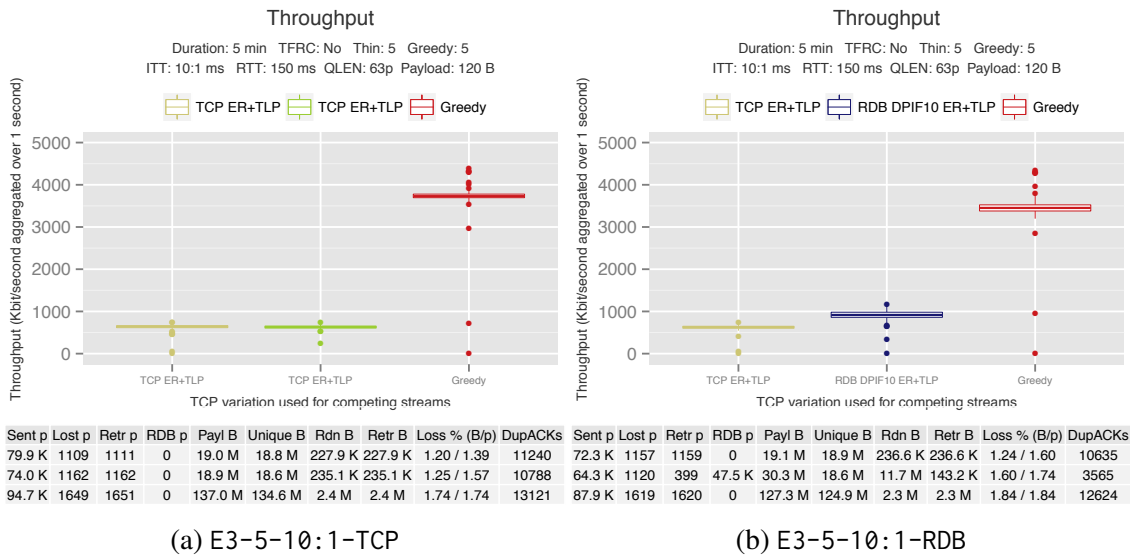 Throughput
Duration: 5 min TFRC: No Thin: 5 Greedy: 5
ITT: 10:1 ms RTT: 150 ms QLEN: 63p Payload: 120 B
TCP ER+TLP TCP ER+TLP Greedy
Throughput (Kbit/second aggregated over 1 second)
5000
4000
3000
2000
1000
0
TCP ER+TLP TCP ER+TLP Greedy
TCP variation used for competing streams
Sent p Lost p Retr p RDB p Payl B Unique B Rdn B Retr B Loss % (B/p) DupACKs
79.9 K 1109 1111 0 19.0 M 18.8 M 227.9 K 227.9 K 1.20 / 1.39 11240
74.0 K 1162 1162 0 18.9 M 18.6 M 235.1 K 235.1 K 1.25 / 1.57 10788
94.7 K 1649 1651 0 137.0 M 134.6 M 2.4 M 2.4 M 1.74 / 1.74 13121
(a) E3-5-10:1-TCP
Throughput
Duration: 5 min TFRC: No Thin: 5 Greedy: 5
ITT: 10:1 ms RTT: 150 ms QLEN: 63p Payload: 120 B
TCP ER+TLP RDB DPIF10 ER+TLP Greedy
Throughput (Kbit/second aggregated over 1 second)
5000
4000
3000
2000
1000
0
TCP ER+TLP RDB DPIF10 ER+TLP Greedy
TCP variation used for competing streams
Sent p Lost p Retr p RDB p Payl B Unique B Rdn B Retr B Loss % (B/p) DupACKs
72.3 K 1157 1159 0 19.1 M 18.9 M 236.6 K 236.6 K 1.24 / 1.60 10635
64.3 K 1120 399 47.5 K 30.3 M 18.6 M 11.7 M 143.2 K 1.60 / 1.74 3565
87.9 K 1619 1620 0 127.3 M 124.9 M 2.3 M 2.3 M 1.84 / 1.84 12624
(b) E3-5-10:1-RDB